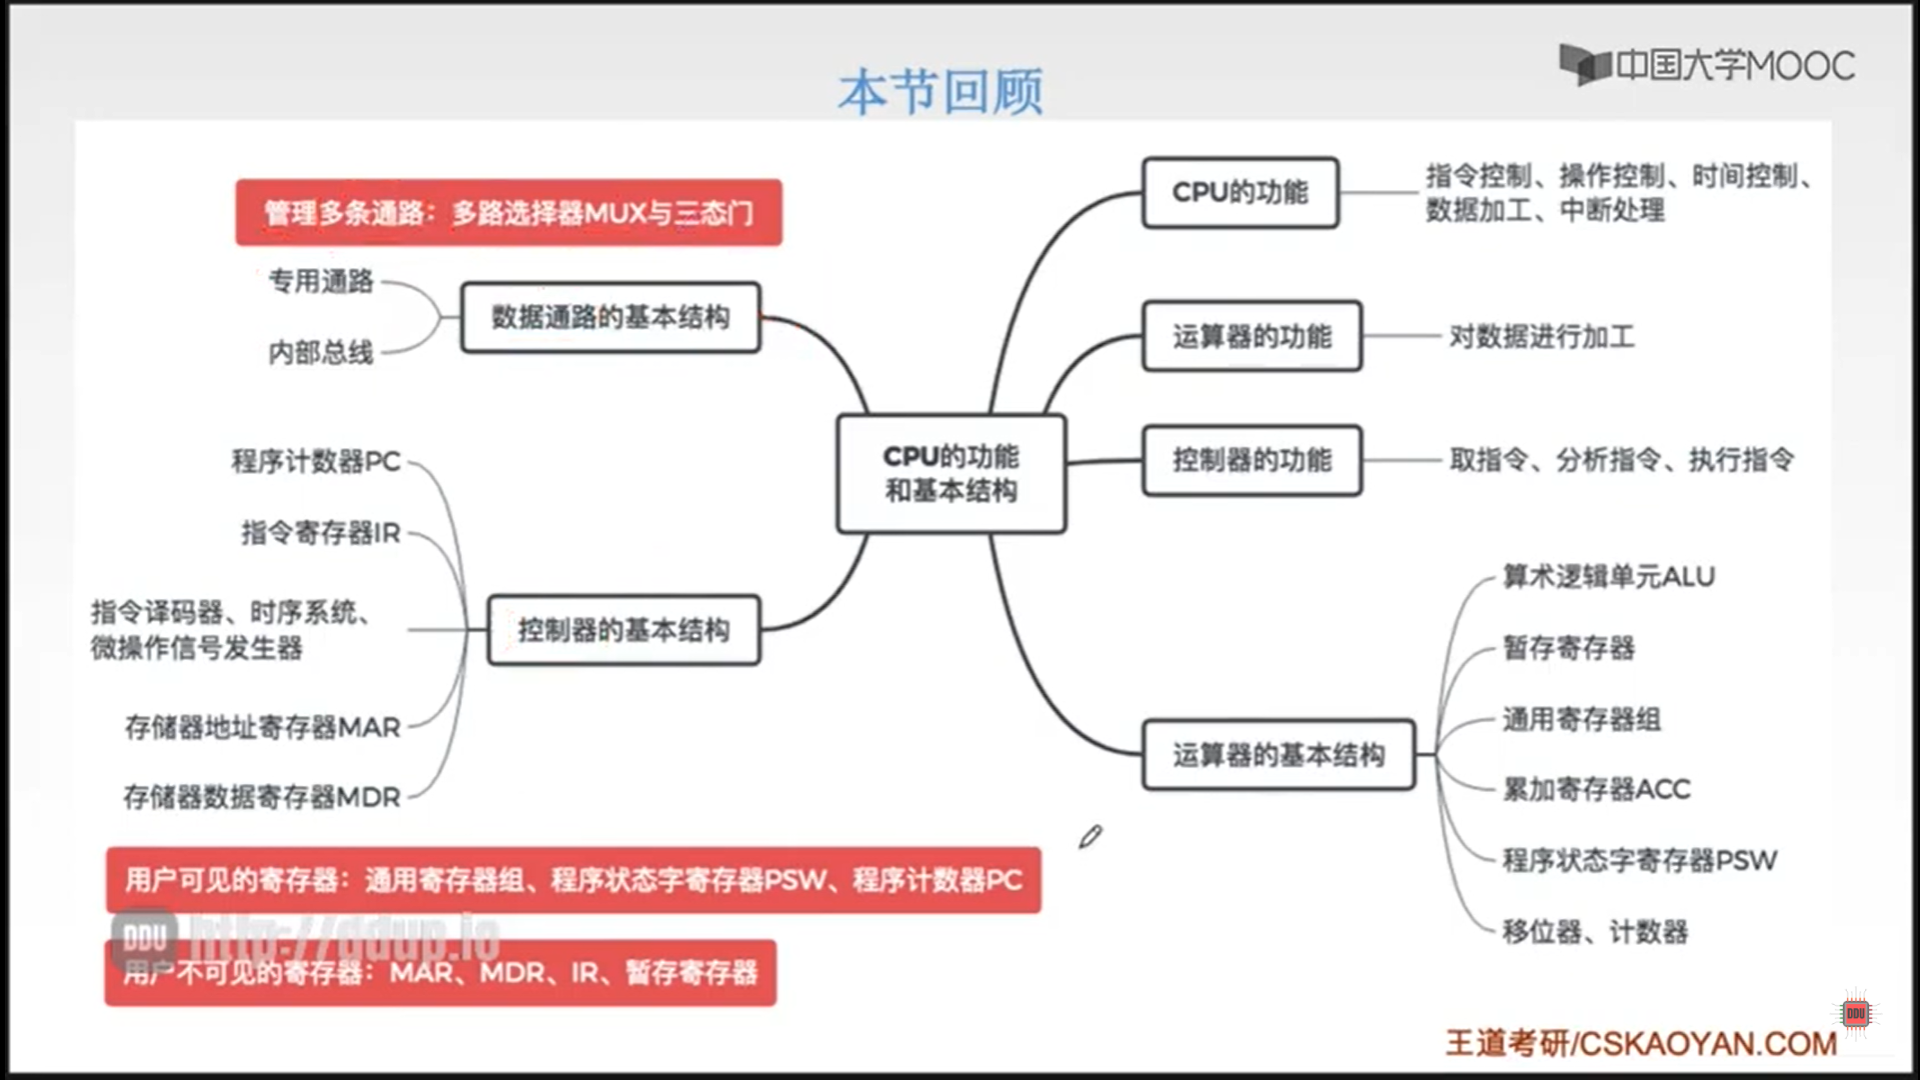 中国大学MOOC
本节回顾
管理多条通路：多路选择器MUX与三态门
专用通路
内部总线
数据通路的基本结构
程序计数器PC
指令寄存器IR
指令译码器、时序系统、
微操作信号发生器
存储器地址寄存器MAR
存储器数据寄存器MDR
控制器的基本结构
CPU的功能
和基本结构
CPU的功能
指令控制、操作控制、时间控制、
数据加工、中断处理
运算器的功能
对数据进行加工
控制器的功能
取指令、分析指令、执行指令
运算器的基本结构
算术逻辑单元ALU
暂存寄存器
通用寄存器组
累加寄存器ACC
程序状态字寄存器PSW
移位器、计数器
用户可见的寄存器：通用寄存器组、程序状态字寄存器PSW、程序计数器PC
DDU http://ddup.io
用户不可见的寄存器：MAR、MDR、IR、暂存寄存器
DDU
王道考研/CSKAOYAN.COM